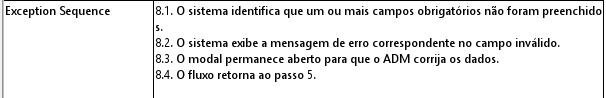 Exception Sequence
8.1. O sistema identifica que um ou mais campos obrigatórios não foram preenchido
s.
8.2. O sistema exibe a mensagem de erro correspondente no campo inválido.
8.3. O modal permanece aberto para que o ADM corrija os dados.
8.4. O fluxo retorna ao passo 5.